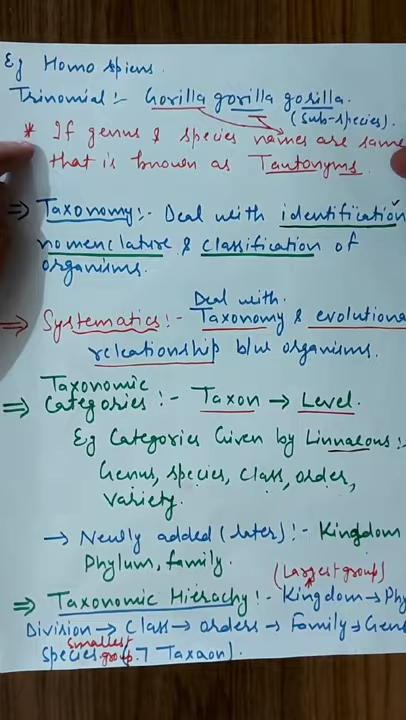 Eg Homo spiens.
Trinomial :- Gorilla gorilla gorilla.
(Sub-species).
* If genus & species names are same
that is known as Tautonyms.
⇒ Taxonomy :- Deal with identification
nomenclature & classification of
organisms.
Deal with.
⇒ Systematics :- Taxonomy & evolutiona
releationship b/w organisms.
Taxonomic
⇒ Categories :- Taxon → Level.
Eg Categories Given by Linnaeous :-
Genus, species, Class, order,
variety.
→ Newly added (later) :- Kingdom
Phylum, family.
(Largest group)
⇒ Taxonomic Hierachy :- Kingdom → Phy
Division → Class → orders → Family → Gen
smallest
species. group (7 Taxaon).